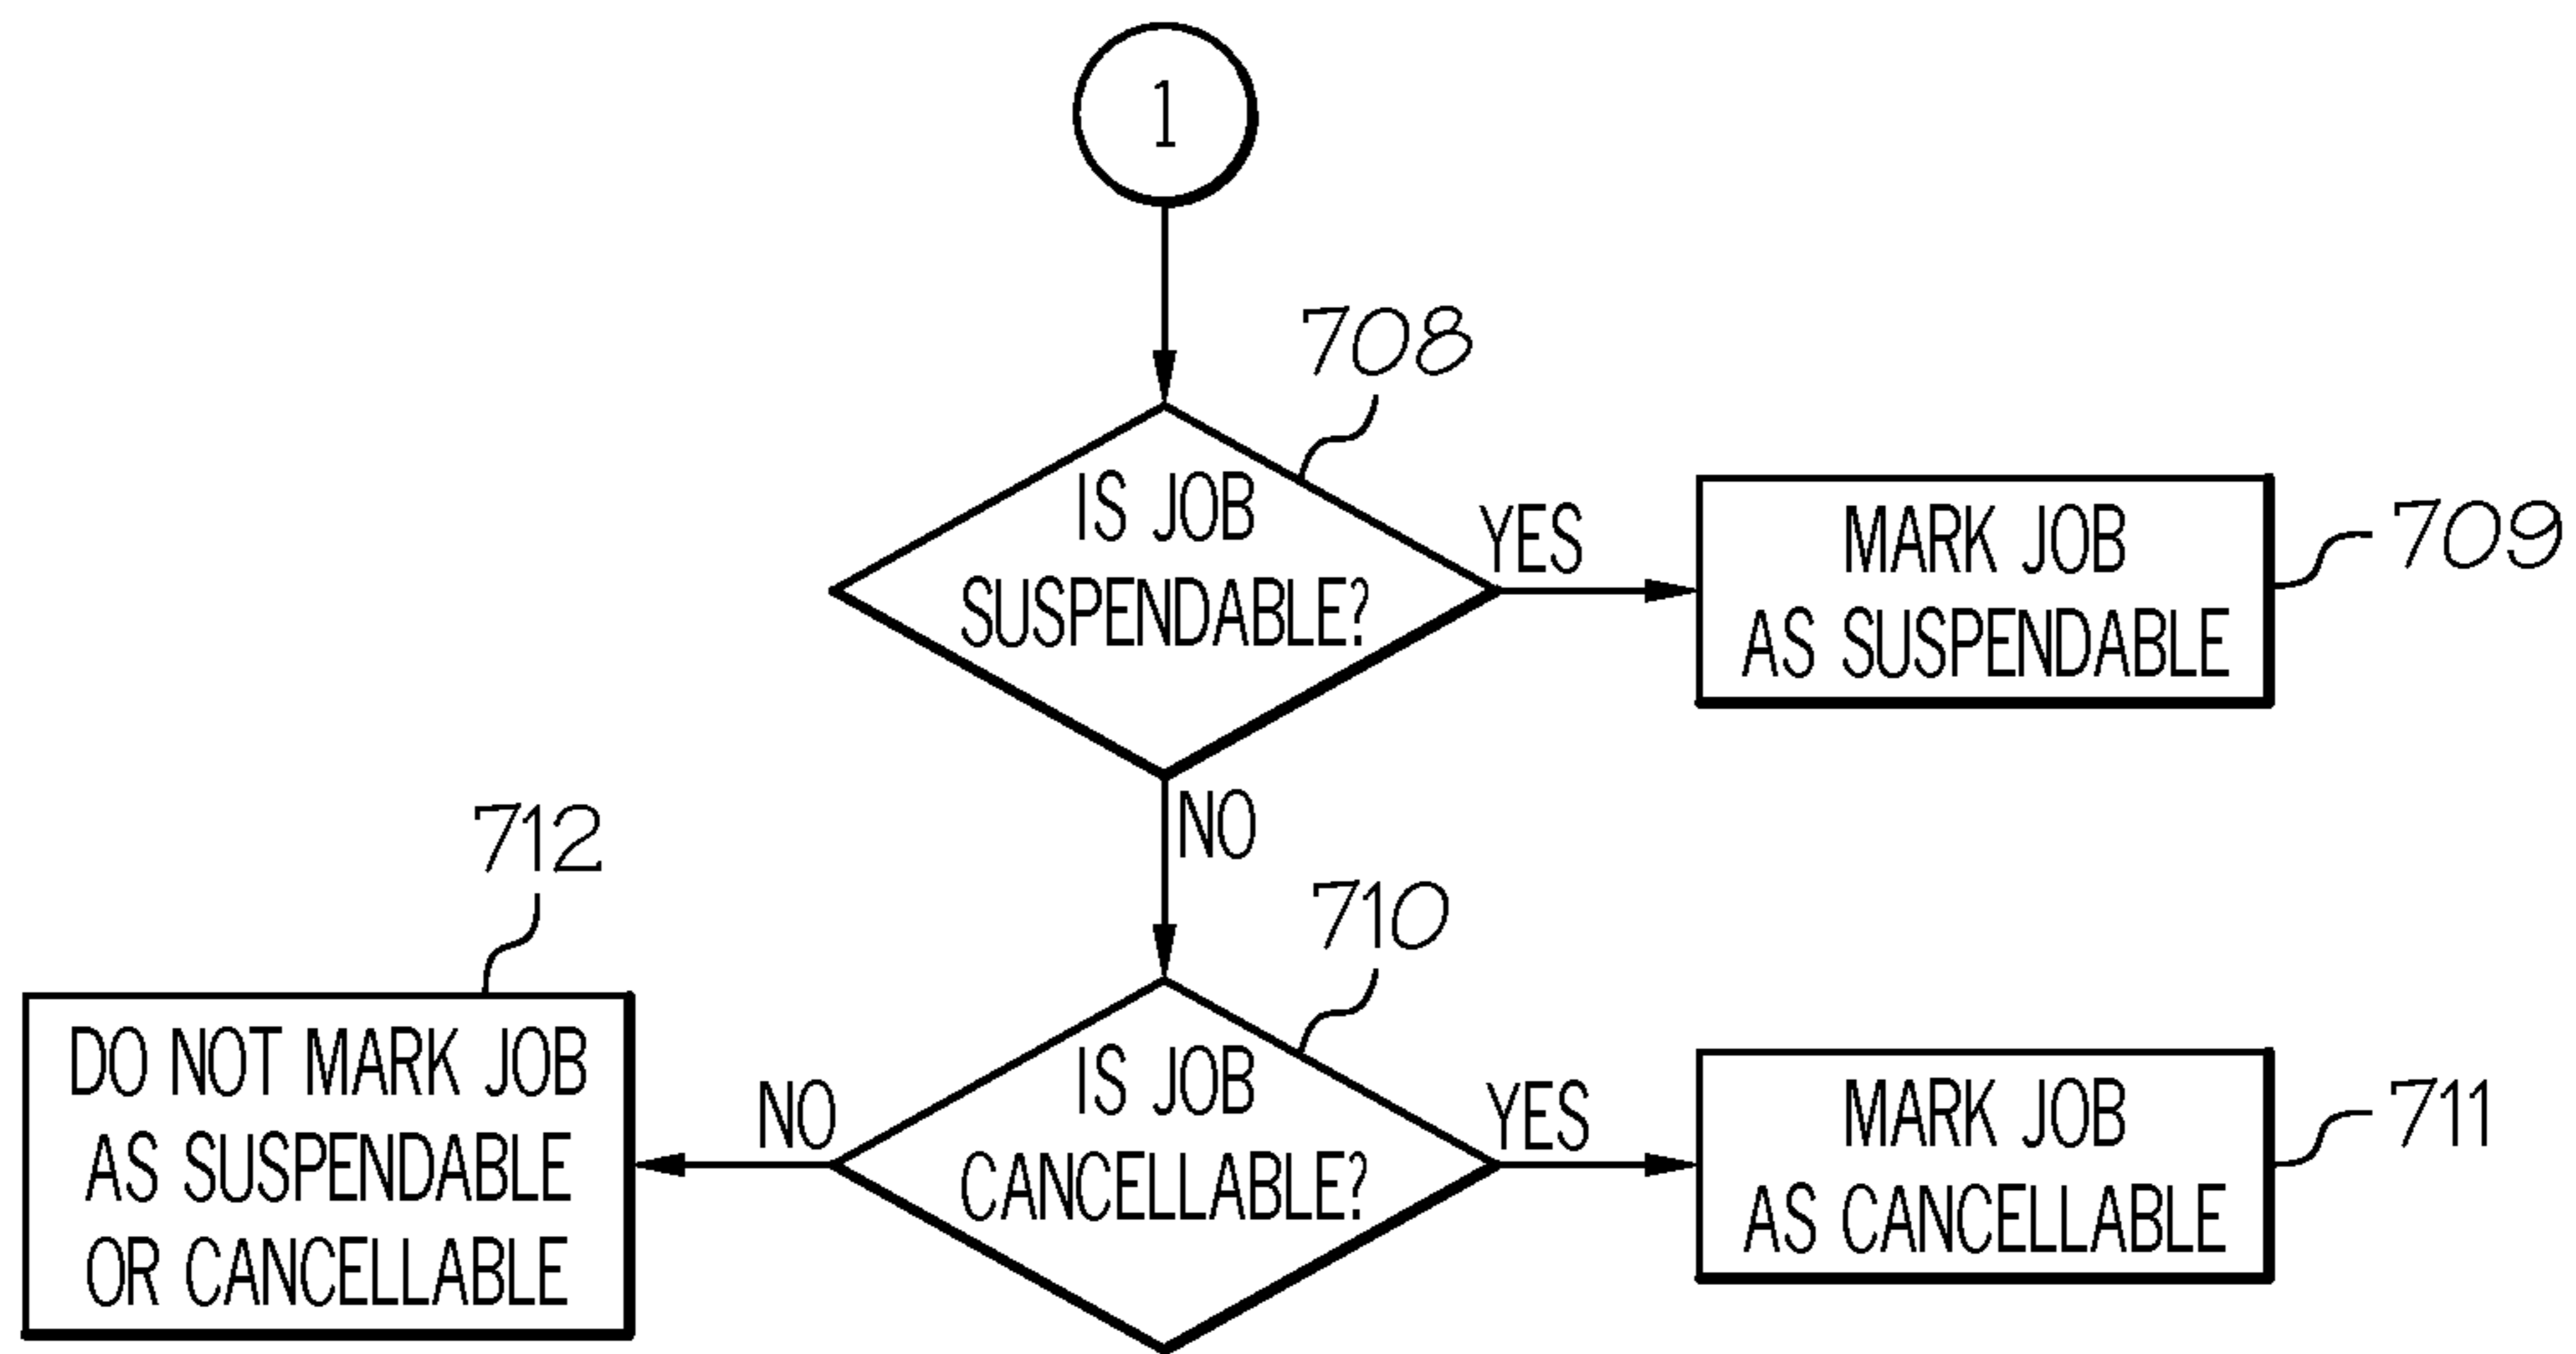 1
708
IS JOB
SUSPENDABLE?
YES
MARK JOB
AS SUSPENDABLE
709
NO
712
710
DO NOT MARK JOB
AS SUSPENDABLE
OR CANCELLABLE
NO
IS JOB
CANCELLABLE?
YES
MARK JOB
AS CANCELLABLE
711